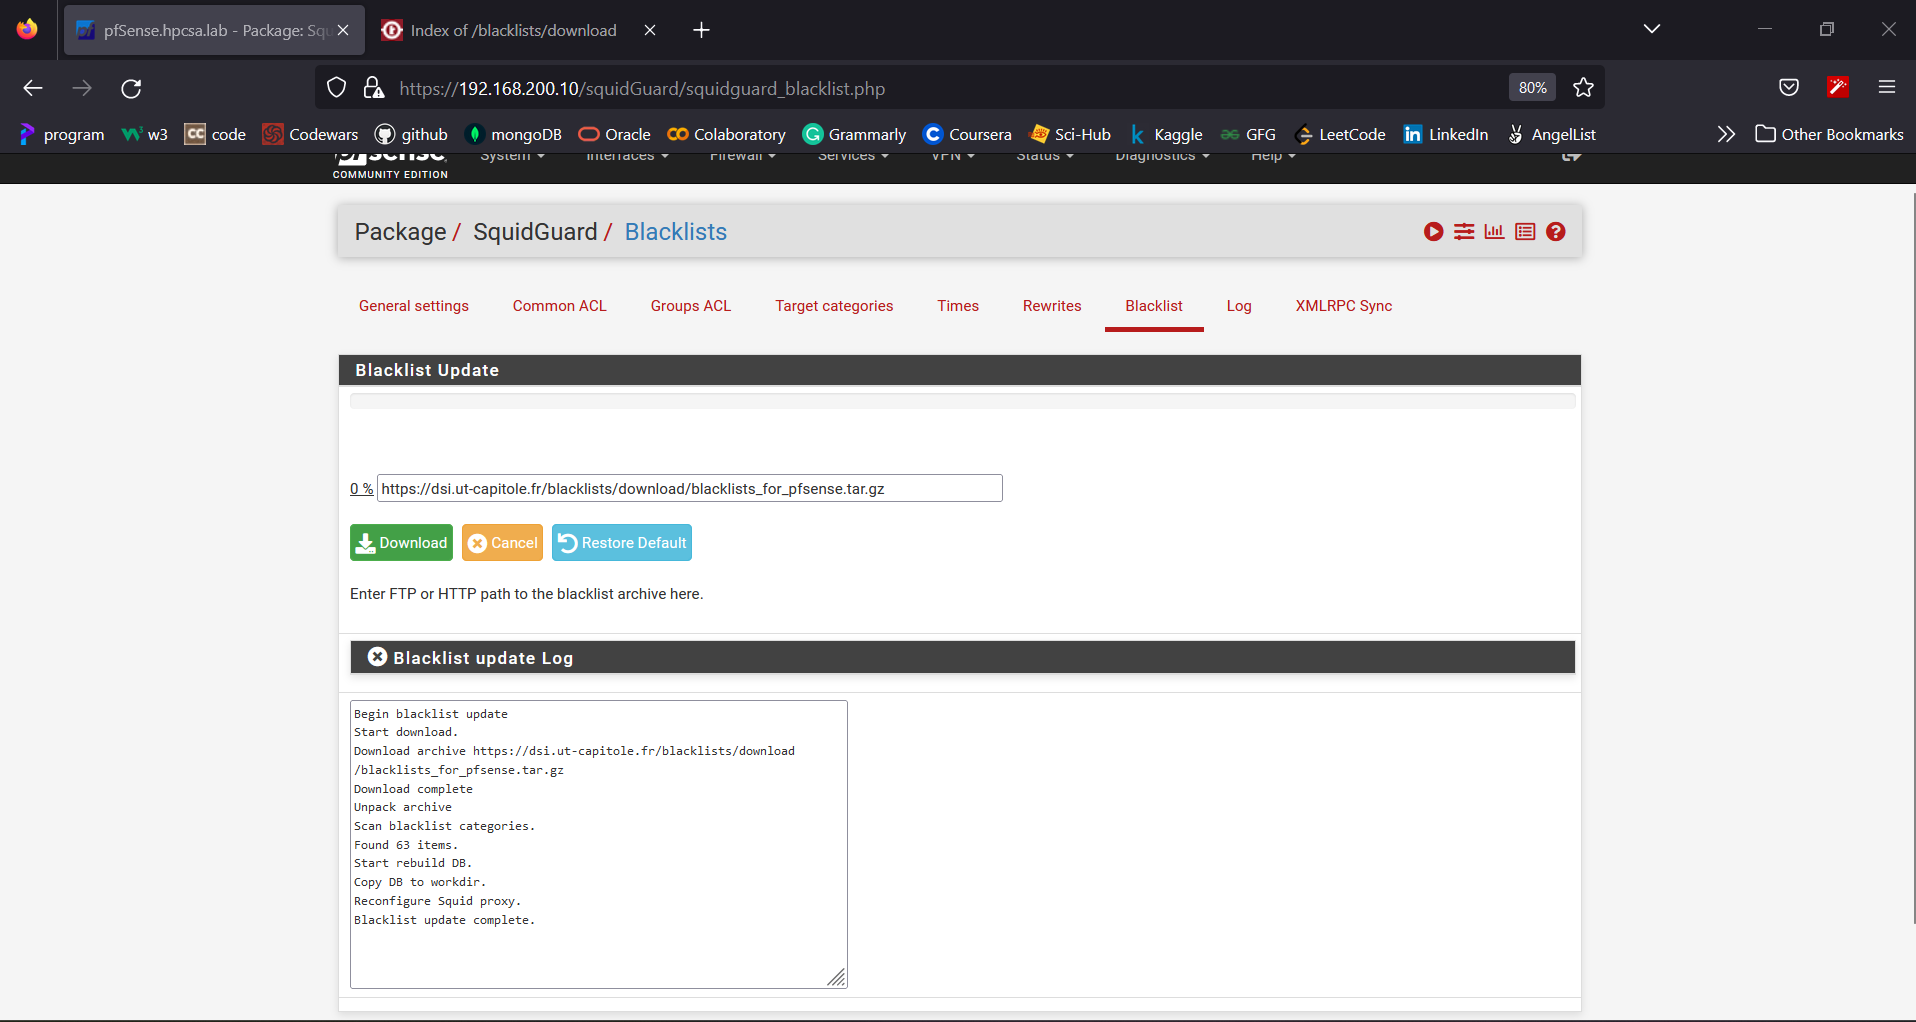 pfSense.hpcsa.lab - Package: Squ
Index of /blacklists/download
https://192.168.200.10/squidGuard/squidguard_blacklist.php
80%
program w3 code Codewars github mongoDB Oracle Colaboratory Grammarly Coursera Sci-Hub Kaggle GFG LeetCode LinkedIn AngelList Other Bookmarks
pfSense System Interfaces Firewall Services VPN Status Diagnostics Help
COMMUNITY EDITION
Package / SquidGuard / Blacklists
General settings Common ACL Groups ACL Target categories Times Rewrites Blacklist Log XMLRPC Sync
Blacklist Update
0 % https://dsi.ut-capitole.fr/blacklists/download/blacklists_for_pfsense.tar.gz
Download Cancel Restore Default
Enter FTP or HTTP path to the blacklist archive here.
Blacklist update Log
Begin blacklist update
Start download.
Download archive https://dsi.ut-capitole.fr/blacklists/download
/blacklists_for_pfsense.tar.gz
Download complete
Unpack archive
Scan blacklist categories.
Found 63 items.
Start rebuild DB.
Copy DB to workdir.
Reconfigure Squid proxy.
Blacklist update complete.